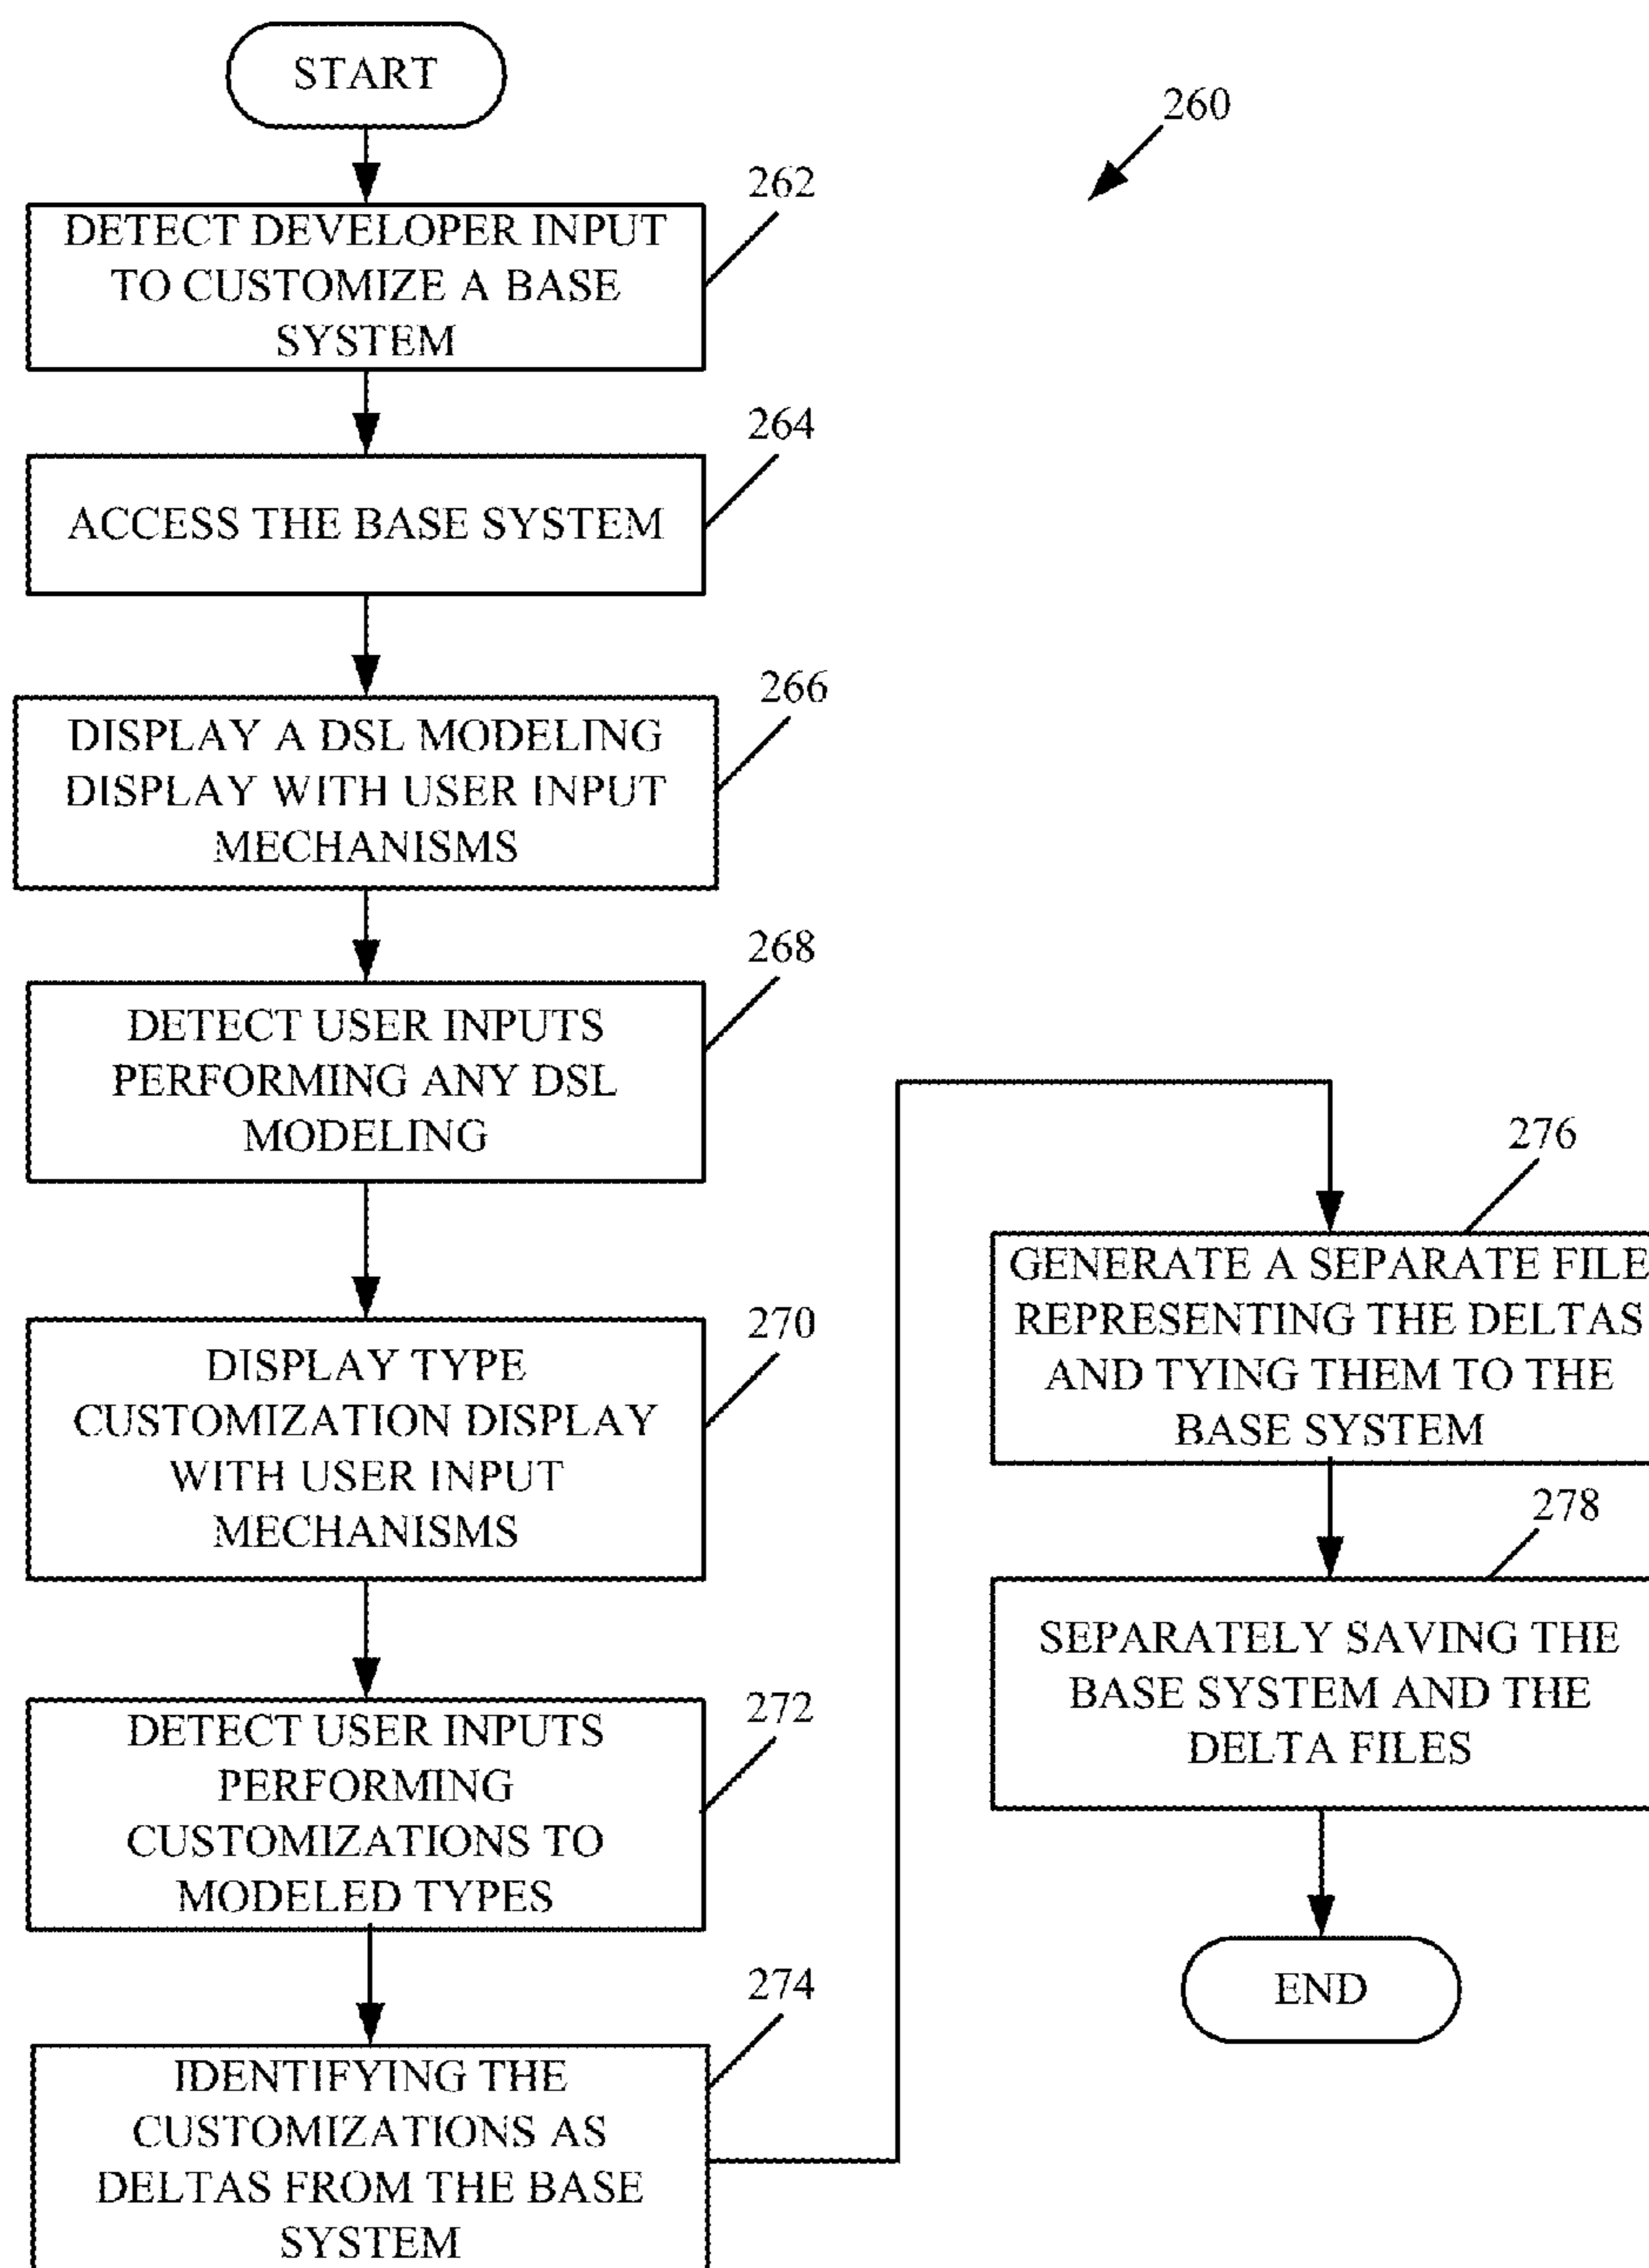 START
260
262
DETECT DEVELOPER INPUT
TO CUSTOMIZE A BASE
SYSTEM
264
ACCESS THE BASE SYSTEM
266
DISPLAY A DSL MODELING
DISPLAY WITH USER INPUT
MECHANISMS
268
DETECT USER INPUTS
PERFORMING ANY DSL
MODELING
270
DISPLAY TYPE
CUSTOMIZATION DISPLAY
WITH USER INPUT
MECHANISMS
272
DETECT USER INPUTS
PERFORMING
CUSTOMIZATIONS TO
MODELED TYPES
274
IDENTIFYING THE
CUSTOMIZATIONS AS
DELTAS FROM THE BASE
SYSTEM
276
GENERATE A SEPARATE FILE
REPRESENTING THE DELTAS
AND TYING THEM TO THE
BASE SYSTEM
278
SEPARATELY SAVING THE
BASE SYSTEM AND THE
DELTA FILES
END